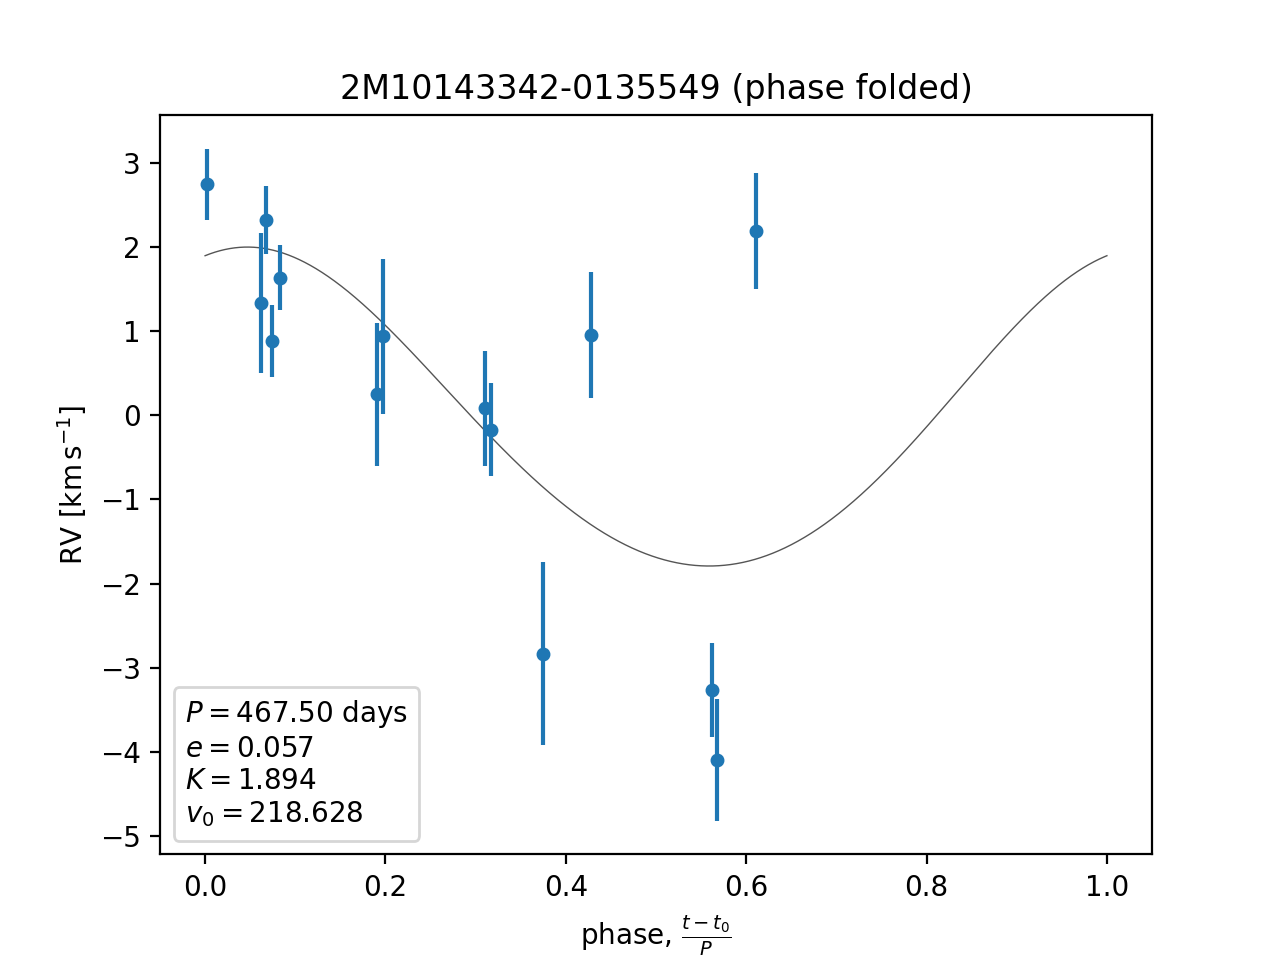 2M10143342-0135549 (phase folded)
3
2
1
0
−1
−2
−3
−4
−5
RV [km s⁻¹]
P = 467.50 days
e = 0.057
K = 1.894
v₀ = 218.628
0.0 0.2 0.4 0.6 0.8 1.0
phase, (t − t₀)/P